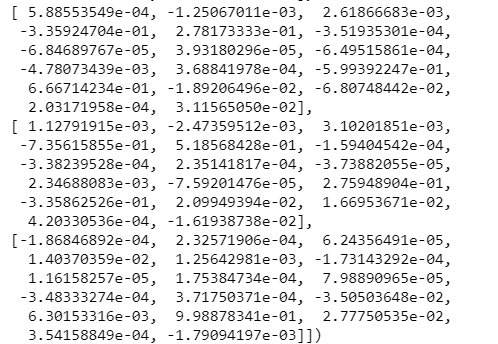 [ 5.88553549e-04, -1.25067011e-03, 2.61866683e-03,
-3.35924704e-01, 2.78173333e-01, -3.51935301e-04,
-6.84689767e-05, 3.93180296e-05, -6.49515861e-04,
-4.78073439e-03, 3.68841978e-04, -5.99392247e-01,
6.66714234e-01, -1.89206496e-02, -6.80748442e-02,
2.03171958e-04, 3.11565050e-02],
[ 1.12791915e-03, -2.47359512e-03, 3.10201851e-03,
-7.35615855e-01, 5.18568428e-01, -1.59404542e-04,
-3.38239528e-04, 2.35141817e-04, -3.73882055e-05,
2.34688083e-03, -7.59201476e-05, 2.75948904e-01,
-3.35862526e-01, 2.09949394e-02, 1.66953671e-02,
4.20330536e-04, -1.61938738e-02],
[-1.86846892e-04, 2.32571906e-04, 6.24356491e-05,
1.40370359e-02, 1.25642981e-03, -1.73143292e-04,
1.16158257e-05, 1.75384734e-04, 7.98890965e-05,
-3.48333274e-04, 3.71750371e-04, -3.50503648e-02,
6.30153316e-03, 9.98878341e-01, 2.77750535e-02,
3.54158849e-04, -1.79094197e-03]])